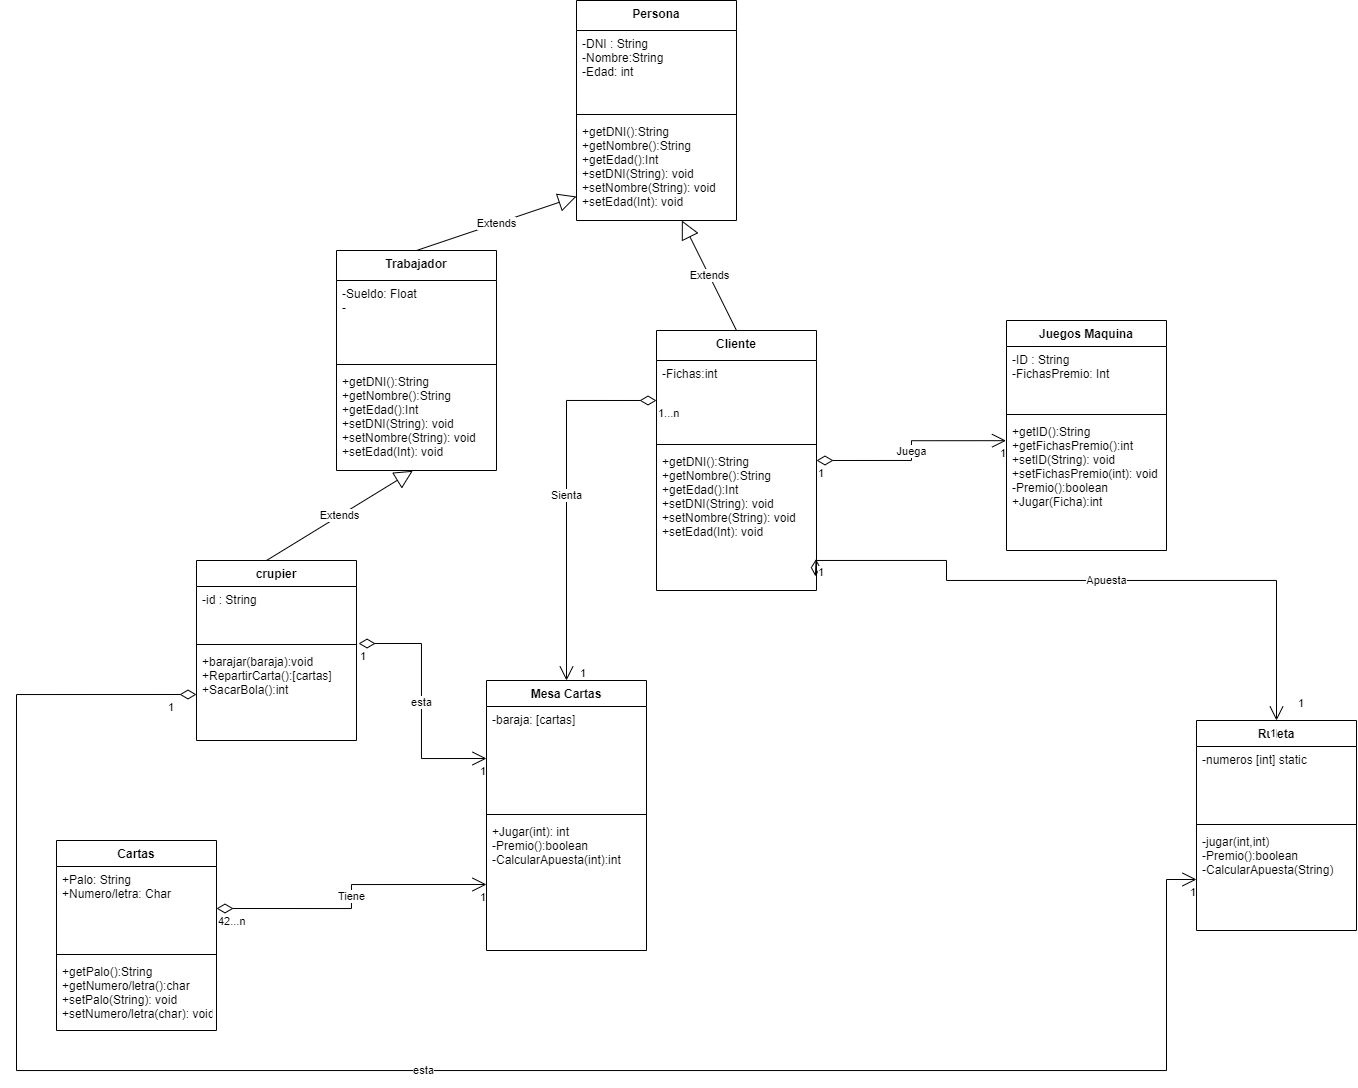 Persona
-DNI : String
-Nombre:String
-Edad: int
+getDNI():String
+getNombre():String
+getEdad():Int
+setDNI(String): void
+setNombre(String): void
+setEdad(Int): void
Extends
Extends
Trabajador
-Sueldo: Float
-
+getDNI():String
+getNombre():String
+getEdad():Int
+setDNI(String): void
+setNombre(String): void
+setEdad(Int): void
Cliente
-Fichas:int
1...n
+getDNI():String
+getNombre():String
+getEdad():Int
+setDNI(String): void
+setNombre(String): void
+setEdad(Int): void
1
Juega
1
1
Apuesta
1
Juegos Maquina
-ID : String
-FichasPremio: Int
+getID():String
+getFichasPremio():int
+setID(String): void
+setFichasPremio(int): void
-Premio():boolean
+Jugar(Ficha):int
Sienta
1
Extends
crupier
-id : String
+barajar(baraja):void
+RepartirCarta():[cartas]
+SacarBola():int
1
1
esta
1
Mesa Cartas
-baraja: [cartas]
+Jugar(int): int
-Premio():boolean
-CalcularApuesta(int):int
Ruleta
1
-numeros [int] static
-jugar(int,int)
-Premio():boolean
-CalcularApuesta(String)
1
Cartas
+Palo: String
+Numero/letra: Char
+getPalo():String
+getNumero/letra():char
+setPalo(String): void
+setNumero/letra(char): void
42...n
Tiene
1
esta